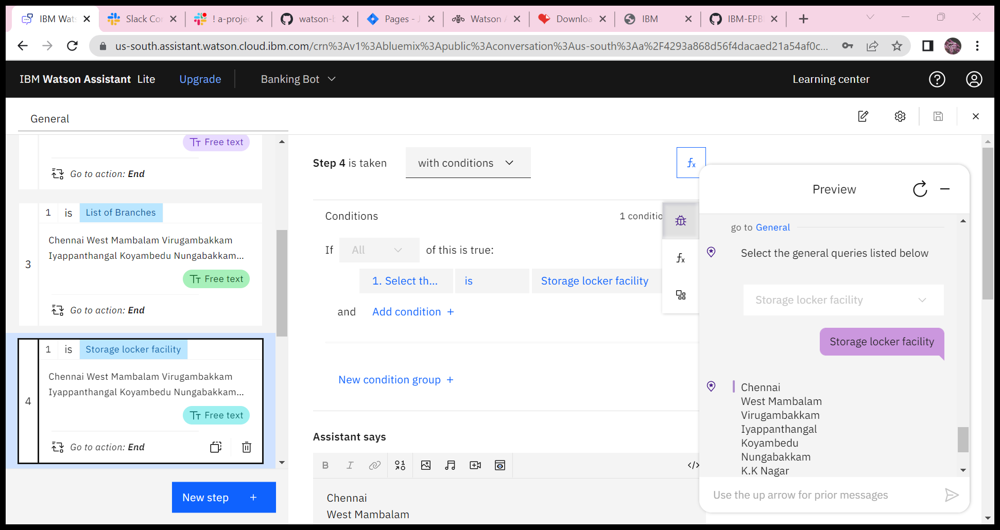 IBM Wats
Slack Con
! a-projec
watson-b
Pages - J
Watson A
Downloa
IBM
IBM-EPBL
us-south.assistant.watson.cloud.ibm.com/crn%3Av1%3Abluemix%3Apublic%3Aconversation%3Aus-south%3Aa%2F4293a868d56f4dacaed21a54af0c...
IBM Watson Assistant Lite
Upgrade
Banking Bot
Learning center
General
Free text
Go to action: End
1 is List of Branches
3
Chennai West Mambalam Virugambakkam
Iyappanthangal Koyambedu Nungabakkam...
Free text
Go to action: End
1 is Storage locker facility
4
Chennai West Mambalam Virugambakkam
Iyappanthangal Koyambedu Nungabakkam...
Free text
Go to action: End
New step +
Step 4 is taken
with conditions
fx
Conditions
1 conditio
If All of this is true:
1. Select th... is Storage locker facility
and Add condition +
New condition group +
Assistant says
B I </>
Chennai
West Mambalam
fx
Preview
go to General
Select the general queries listed below
Storage locker facility
Storage locker facility
Chennai
West Mambalam
Virugambakkam
Iyappanthangal
Koyambedu
Nungabakkam
K.K Nagar
Use the up arrow for prior messages